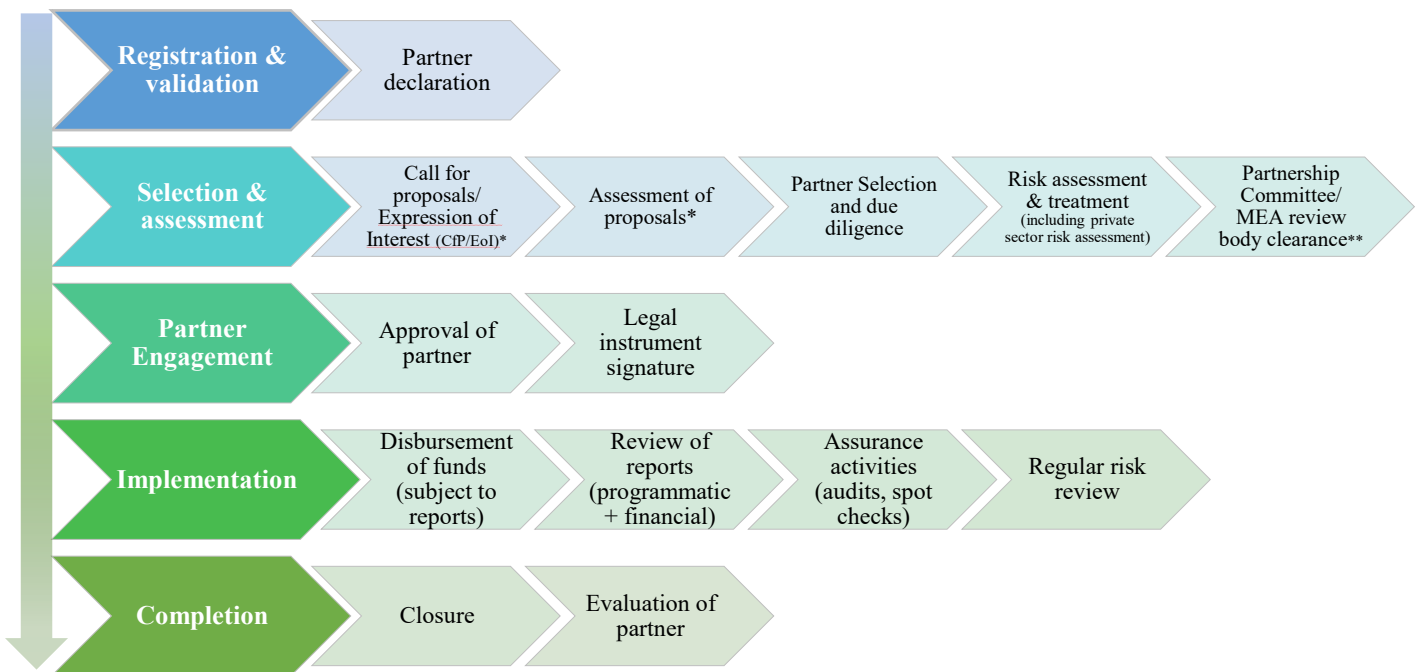 Registration &
validation
Partner
declaration
Selection &
assessment
Call for
proposals/
Expression of
Interest (CfP/EoI)*
Assessment of
proposals*
Partner Selection
and due
diligence
Risk assessment
& treatment
(including private
sector risk assessment)
Partnership
Committee/
MEA review
body clearance**
Partner
Engagement
Approval of
partner
Legal
instrument
signature
Implementation
Disbursement
of funds
(subject to
reports)
Review of
reports
(programmatic
+ financial)
Assurance
activities
(audits, spot
checks)
Regular risk
review
Completion
Closure
Evaluation of
partner